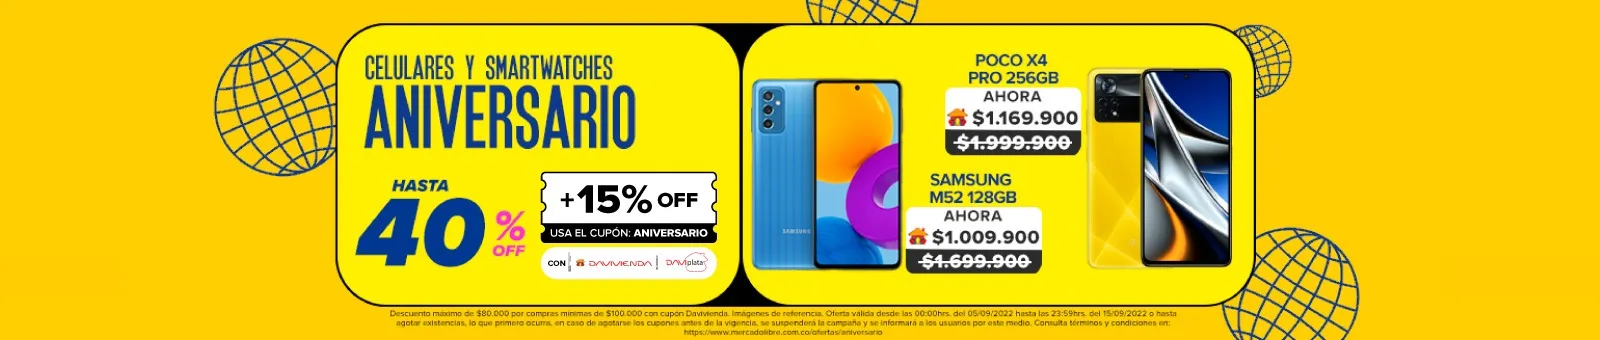 CELULARES Y SMARTWATCHES
ANIVERSARIO
HASTA
40%
OFF
+15% OFF
USA EL CUPÓN: ANIVERSARIO
CON DAVIVIENDA DAVIplata
SAMSUNG
POCO X4
PRO 256GB
AHORA
$1.169.900
$1.999.900
SAMSUNG
M52 128GB
AHORA
$1.009.900
$1.699.900
Descuento máximo de $80.000 por compras mínimas de $100.000 con cupón Davivienda. Imágenes de referencia. Oferta válida desde las 00:00hrs. del 05/09/2022 hasta las 23:59hrs. del 15/09/2022 o hasta
agotar existencias, lo que primero ocurra, en caso de agotarse los cupones antes de la vigencia, se suspenderá la campaña y se informará a los usuarios por este medio. Consulta términos y condiciones en:
https://www.mercadolibre.com.co/ofertas/aniversario